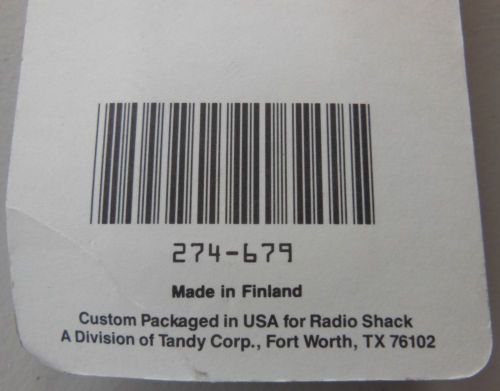 274-679
Made in Finland
Custom Packaged in USA for Radio Shack
A Division of Tandy Corp., Fort Worth, TX 76102